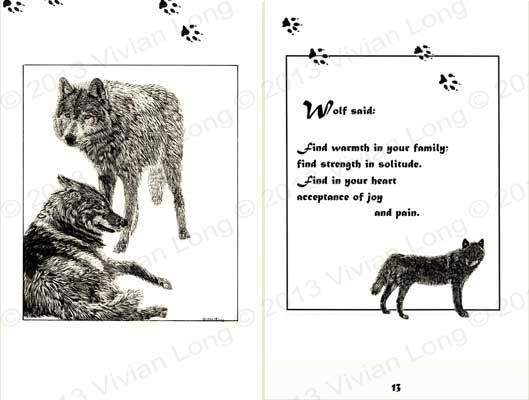 © 2013 Vivian Long
Wolf said:
Find warmth in your family;
find strength in solitude.
Find in your heart
acceptance of joy
and pain.
13